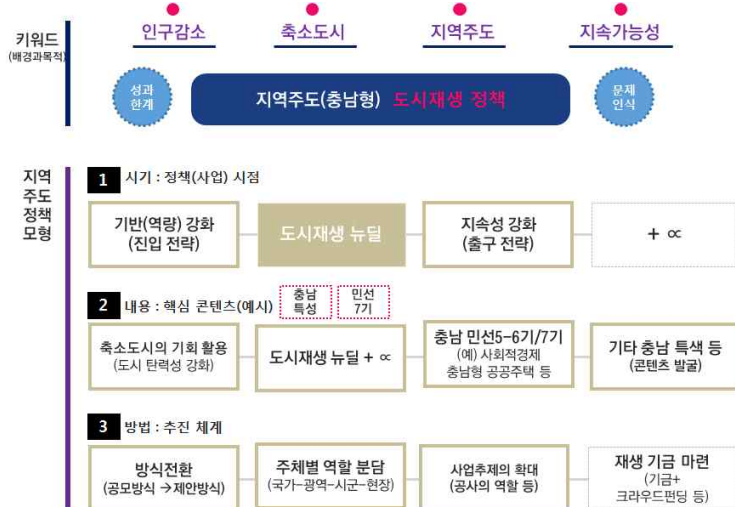 키워드
(배경과목적)
인구감소
축소도시
지역주도
지속가능성
성과
한계
지역주도(충남형) 도시재생 정책
문제
인식
지역
주도
정책
모형
1 시기 : 정책(사업) 시점
기반(역량) 강화
(진입 전략)
도시재생 뉴딜
지속성 강화
(출구 전략)
+ ∝
2 내용 : 핵심 콘텐츠(예시)
충남
특성
민선
7기
축소도시의 기회 활용
(도시 탄력성 강화)
도시재생 뉴딜 + ∝
충남 민선5-6기/7기
(예) 사회적경제
충남형 공공주택 등
기타 충남 특색 등
(콘텐츠 발굴)
3 방법 : 추진 체계
방식전환
(공모방식 →제안방식)
주체별 역할 분담
(국가-광역-시군-현장)
사업추제의 확대
(공사의 역할 등)
재생 기금 마련
(기금+
크라우드펀딩 등)